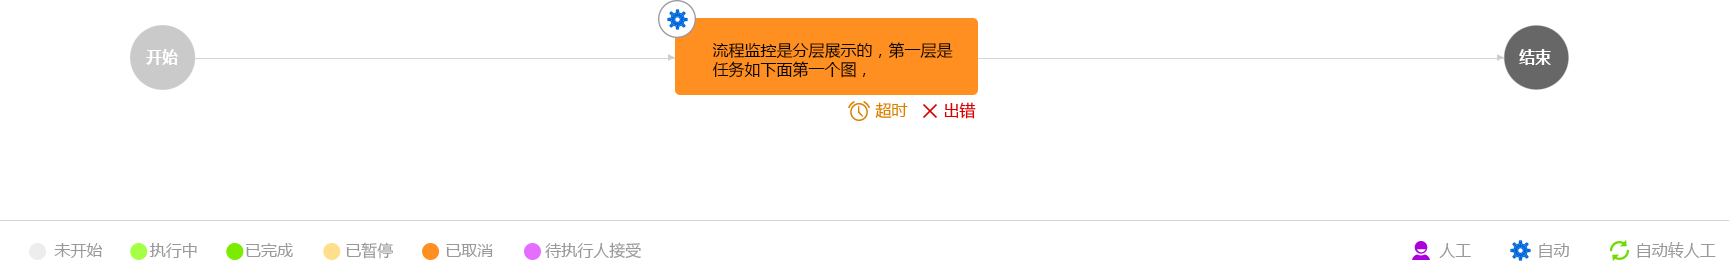 开始
流程监控是分层展示的，第一层是
任务如下面第一个图，
结束
超时 出错
未开始 执行中 已完成 已暂停 已取消 待执行人接受 人工 自动 自动转人工